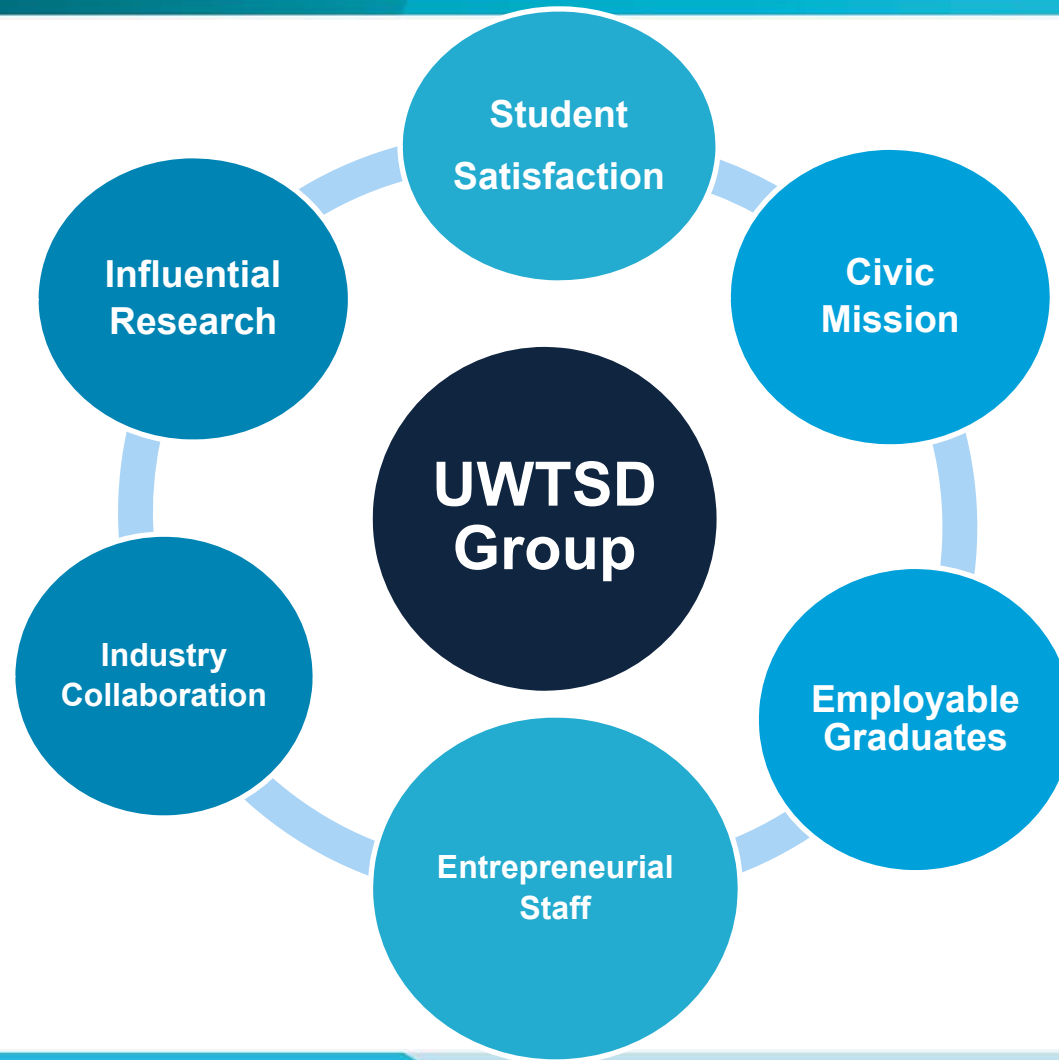 Student
Satisfaction
Civic
Mission
Employable
Graduates
Entrepreneurial
Staff
Industry
Collaboration
Influential
Research
UWTSD
Group